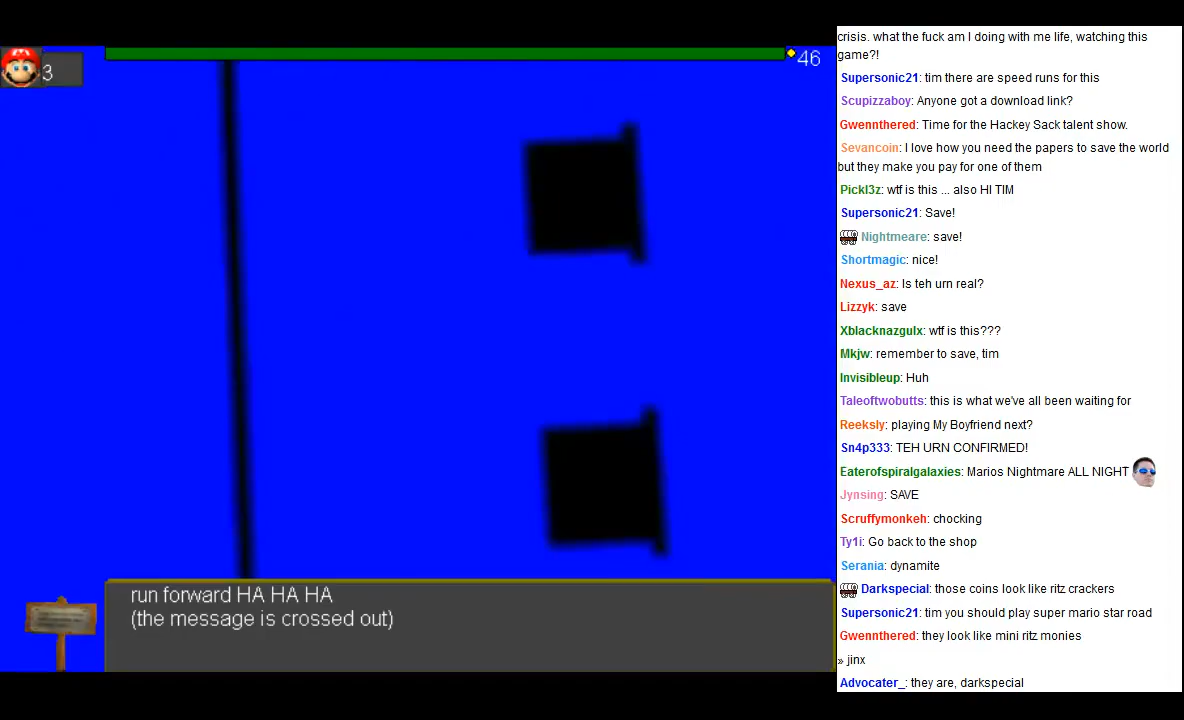 3
46
run forward HA HA HA
(the message is crossed out)
crisis. what the fuck am I doing with me life, watching this
game?!
Supersonic21: tim there are speed runs for this
Scupizzaboy: Anyone got a download link?
Gwennthered: Time for the Hackey Sack talent show.
Sevancoin: I love how you need the papers to save the world
but they make you pay for one of them
Pickl3z: wtf is this ... also HI TIM
Supersonic21: Save!
Nightmeare: save!
Shortmagic: nice!
Nexus_az: Is teh urn real?
Lizzyk: save
Xblacknazgulx: wtf is this???
Mkjw: remember to save, tim
Invisibleup: Huh
Taleoftwobutts: this is what we've all been waiting for
Reeksly: playing My Boyfriend next?
Sn4p333: TEH URN CONFIRMED!
Eaterofspiralgalaxies: Marios Nightmare ALL NIGHT
Jynsing: SAVE
Scruffymonkeh: chocking
Ty1i: Go back to the shop
Serania: dynamite
Darkspecial: those coins look like ritz crackers
Supersonic21: tim you should play super mario star road
Gwennthered: they look like mini ritz monies
» jinx
Advocater_: they are, darkspecial